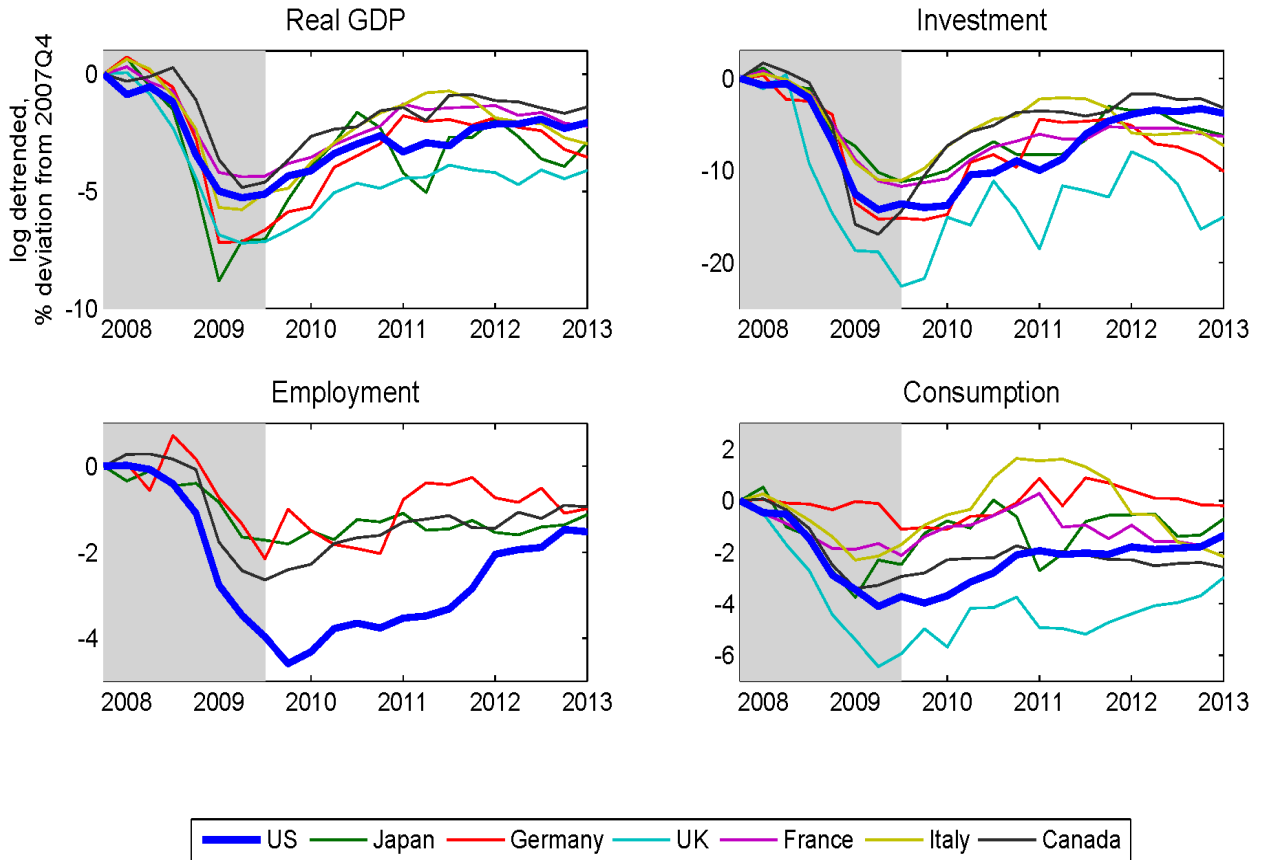 Real GDP
Investment
log detrended,
% deviation from 2007Q4
0
-5
-10
2008 2009 2010 2011 2012 2013
0
-10
-20
2008 2009 2010 2011 2012 2013
Employment
Consumption
0
-2
-4
2008 2009 2010 2011 2012 2013
2
0
-2
-4
-6
2008 2009 2010 2011 2012 2013
US Japan Germany UK France Italy Canada